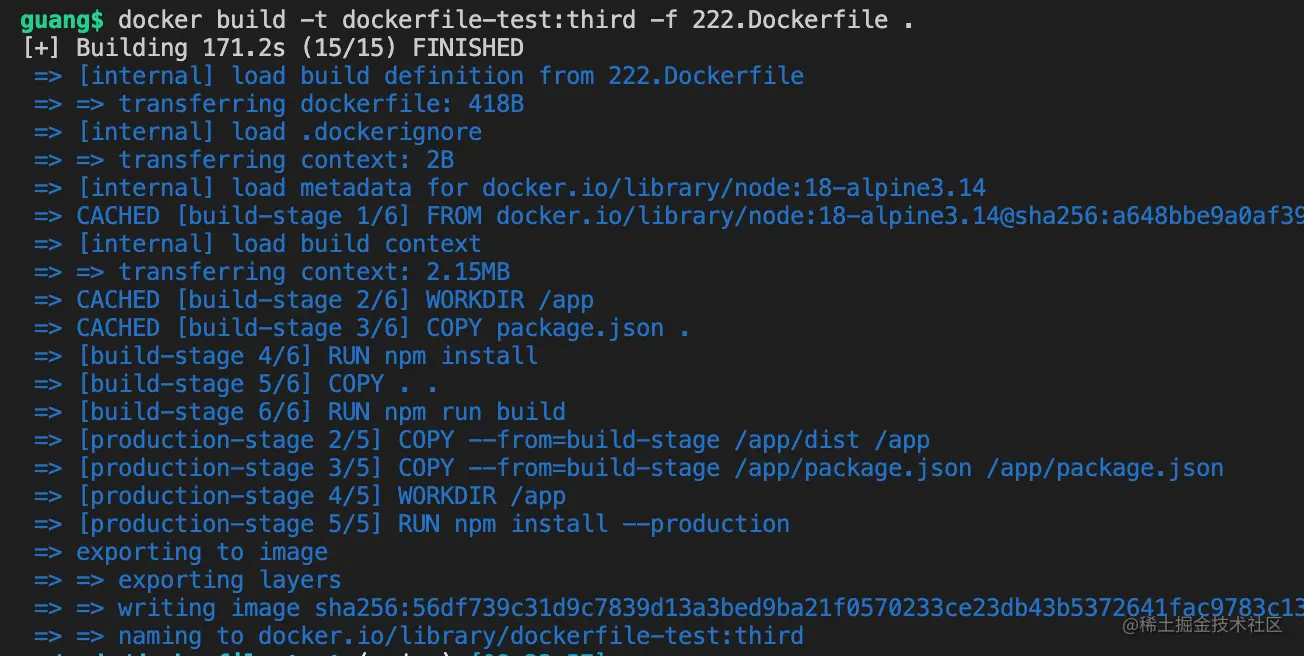 guang$ docker build -t dockerfile-test:third -f 222.Dockerfile .
[+] Building 171.2s (15/15) FINISHED
=> [internal] load build definition from 222.Dockerfile
=> => transferring dockerfile: 418B
=> [internal] load .dockerignore
=> => transferring context: 2B
=> [internal] load metadata for docker.io/library/node:18-alpine3.14
=> CACHED [build-stage 1/6] FROM docker.io/library/node:18-alpine3.14@sha256:a648bbe9a0af39
=> [internal] load build context
=> => transferring context: 2.15MB
=> CACHED [build-stage 2/6] WORKDIR /app
=> CACHED [build-stage 3/6] COPY package.json .
=> [build-stage 4/6] RUN npm install
=> [build-stage 5/6] COPY . .
=> [build-stage 6/6] RUN npm run build
=> [production-stage 2/5] COPY --from=build-stage /app/dist /app
=> [production-stage 3/5] COPY --from=build-stage /app/package.json /app/package.json
=> [production-stage 4/5] WORKDIR /app
=> [production-stage 5/5] RUN npm install --production
=> exporting to image
=> => exporting layers
=> => writing image sha256:56df739c31d9c7839d13a3bed9ba21f0570233ce23db43b5372641fac9783c13
=> => naming to docker.io/library/dockerfile-test:third
@稀土掘金技术社区